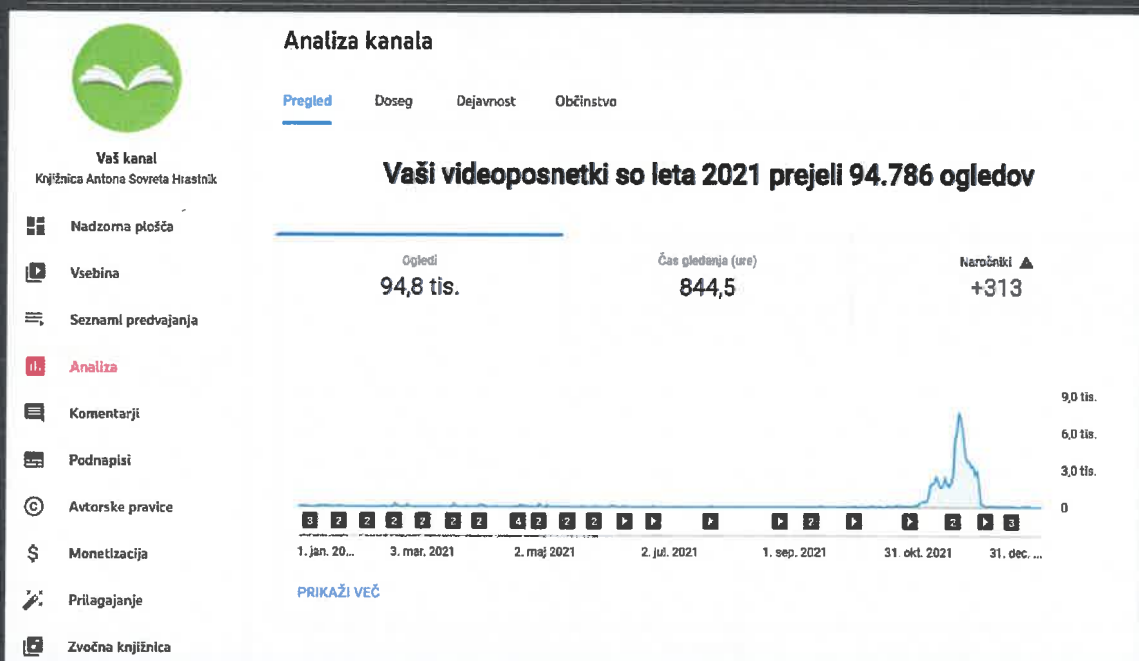 Analiza kanala
Pregled Doseg Dejavnost Občinstvo
Vaš kanal
Knjižnica Antona Sovreta Hrastnik
Nadzorna plošča
Vsebina
Seznami predvajanja
Analiza
Komentarji
Podnapisi
Avtorske pravice
Monetizacija
Prilagajanje
Zvočna knjižnica
Vaši videoposnetki so leta 2021 prejeli 94.786 ogledov
Ogledi
94,8 tis.
Čas gledanja (ure)
844,5
Naročniki
+313
9,0 tis.
6,0 tis.
3,0 tis.
0
3 2 2 2 2 2 2 4 2 2 2 2 2 3
1. jan. 20... 3. mar. 2021 2. maj 2021 2. jul. 2021 1. sep. 2021 31. okt. 2021 31. dec. ...
PRIKAŽI VEČ